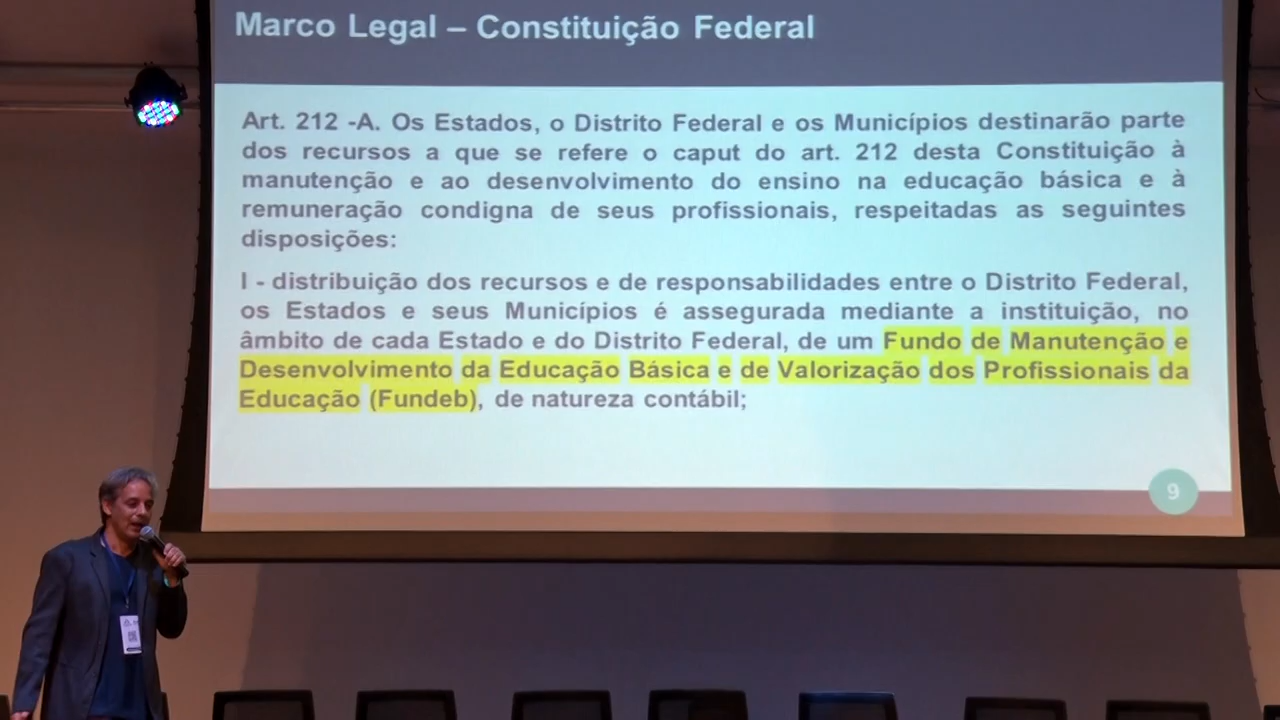 Marco Legal – Constituição Federal
Art. 212 -A. Os Estados, o Distrito Federal e os Municípios destinarão parte
dos recursos a que se refere o caput do art. 212 desta Constituição à
manutenção e ao desenvolvimento do ensino na educação básica e à
remuneração condigna de seus profissionais, respeitadas as seguintes
disposições:
I - distribuição dos recursos e de responsabilidades entre o Distrito Federal,
os Estados e seus Municípios é assegurada mediante a instituição, no
âmbito de cada Estado e do Distrito Federal, de um Fundo de Manutenção e
Desenvolvimento da Educação Básica e de Valorização dos Profissionais da
Educação (Fundeb), de natureza contábil;
9